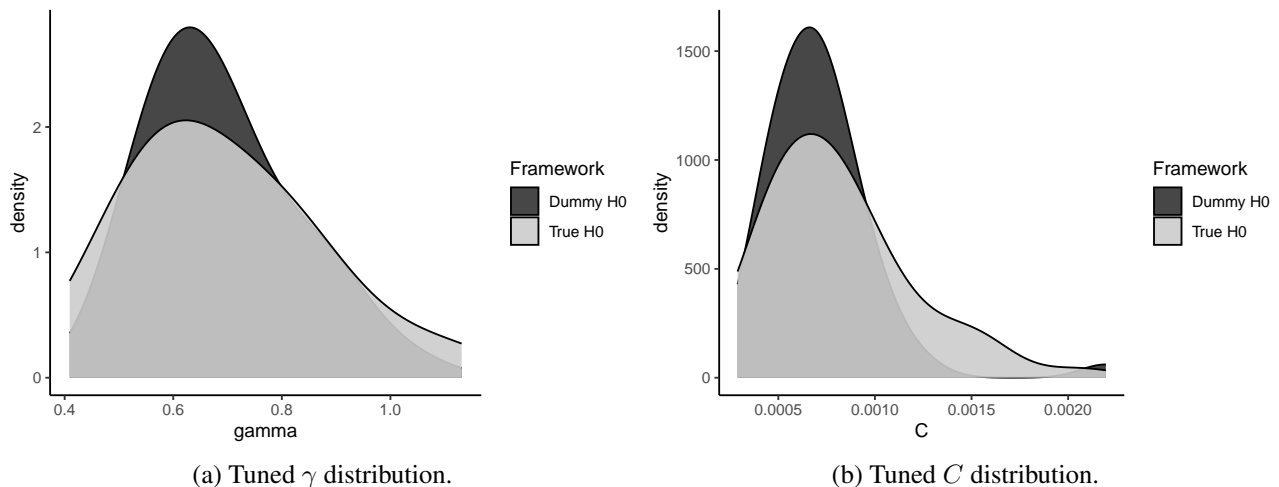 2
1
0
density
0.4
0.6
0.8
1.0
gamma
Framework
Dummy H0
True H0
(a) Tuned γ distribution.
1500
1000
500
0
density
0.0005
0.0010
0.0015
0.0020
C
Framework
Dummy H0
True H0
(b) Tuned C distribution.